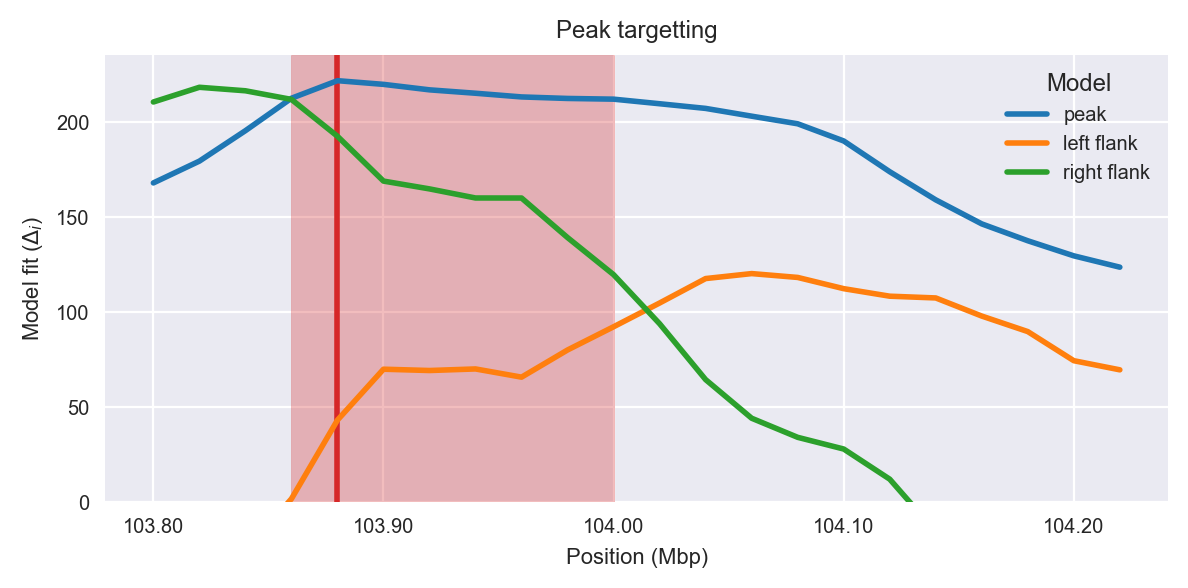 Peak targetting
Model
peak
left flank
right flank
Model fit (Δᵢ)
200
150
100
50
0
103.80 103.90 104.00 104.10 104.20
Position (Mbp)